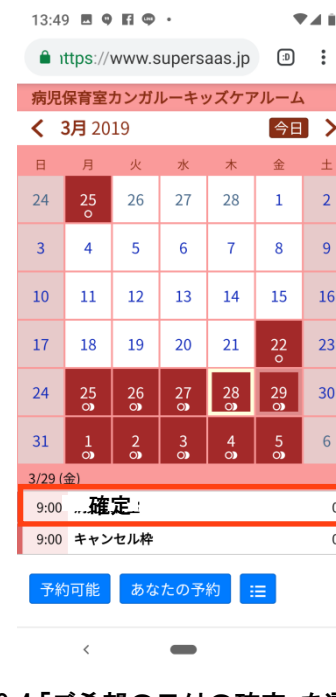 13:49
https://www.supersaas.jp
病児保育室カンガルーキッズケアルーム
3月 2019 今日
日 月 火 水 木 金 土
24 25 26 27 28 1 2
3 4 5 6 7 8 9
10 11 12 13 14 15 16
17 18 19 20 21 22 23
24 25 26 27 28 29 30
31 1 2 3 4 5 6
3/29 (金)
9:00 確定
9:00 キャンセル枠
予約可能 あなたの予約